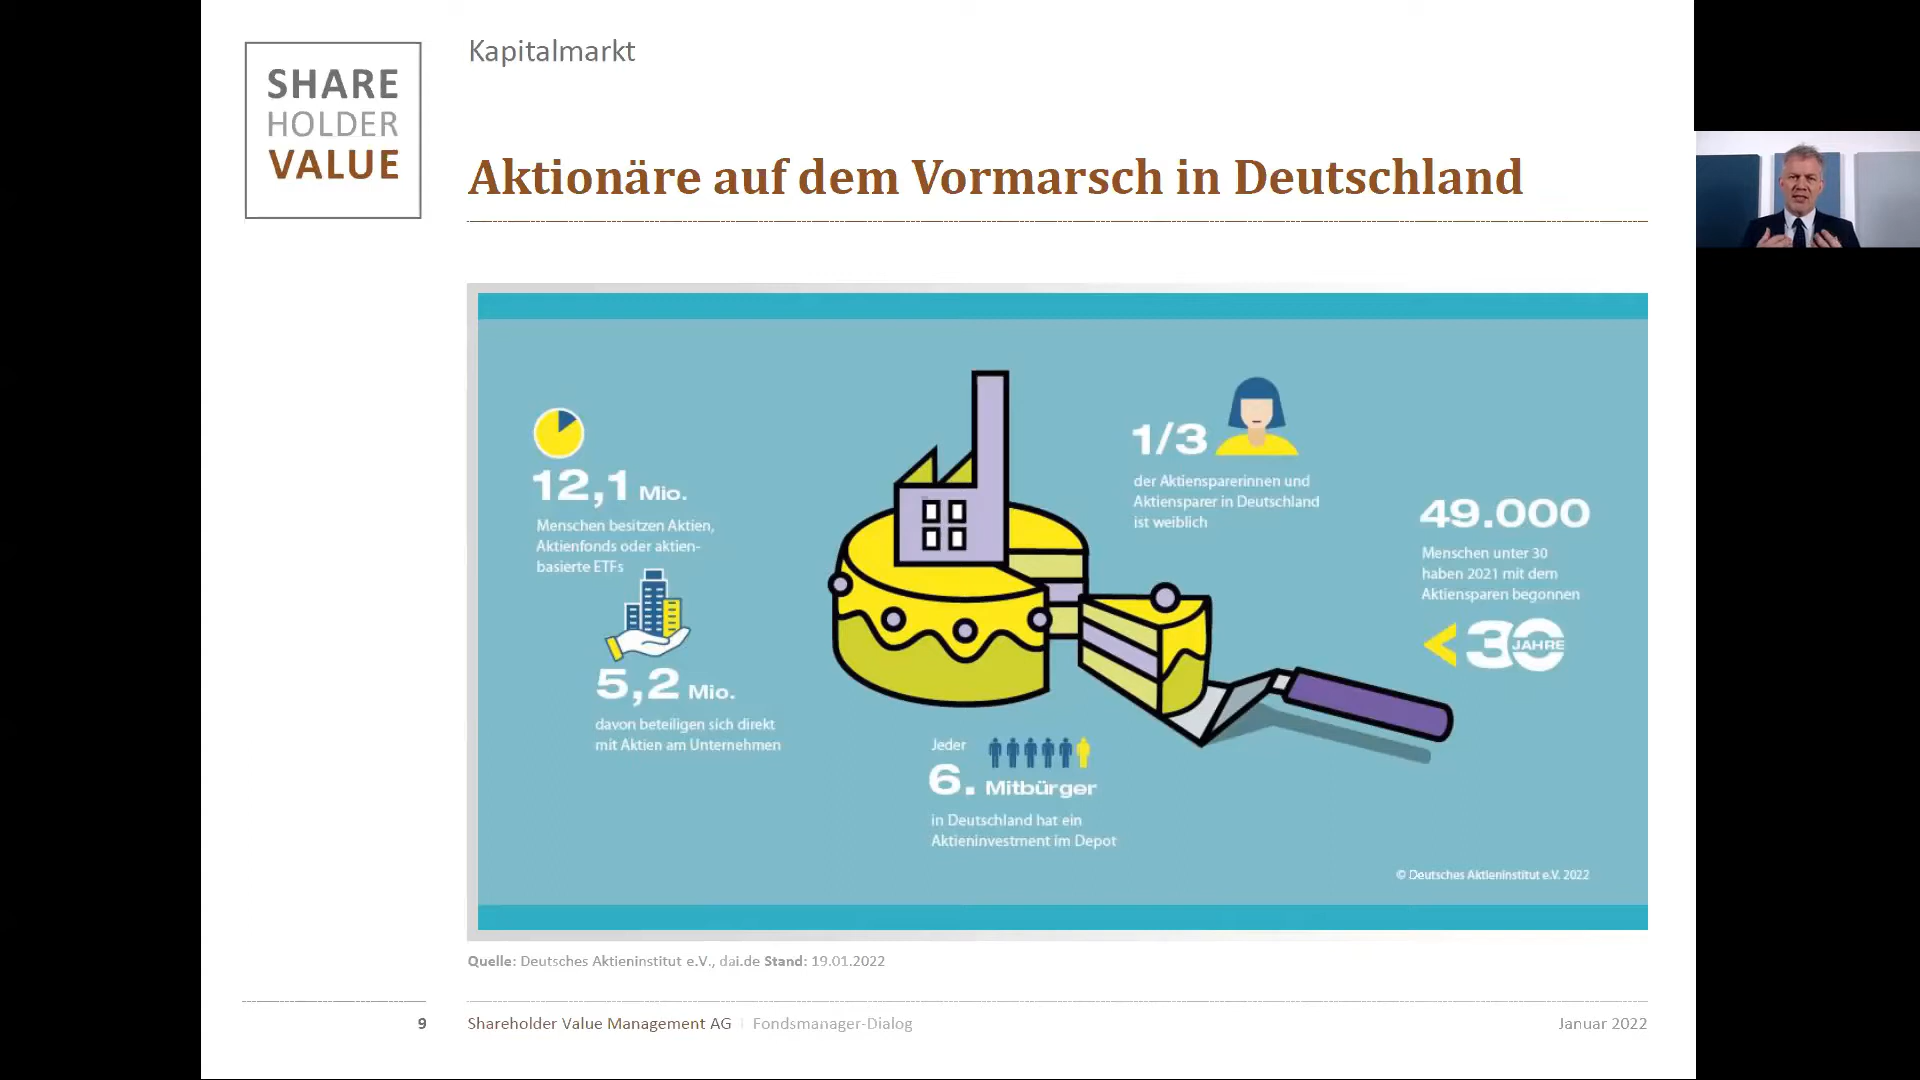 SHARE
HOLDER
VALUE
Kapitalmarkt
Aktionäre auf dem Vormarsch in Deutschland
12,1 Mio.
Menschen besitzen Aktien,
Aktienfonds oder aktien-
basierte ETFs
5,2 Mio.
davon beteiligen sich direkt
mit Aktien am Unternehmen
Jeder
6. Mitbürger
in Deutschland hat ein
Aktieninvestment im Depot
1/3
der Aktiensparerinnen und
Aktiensparer in Deutschland
ist weiblich
49.000
Menschen unter 30
haben 2021 mit dem
Aktiensparen begonnen
< 30 JAHRE
© Deutsches Aktieninstitut e.V. 2022
Quelle: Deutsches Aktieninstitut e.V., dai.de Stand: 19.01.2022
9
Shareholder Value Management AG | Fondsmanager-Dialog
Januar 2022